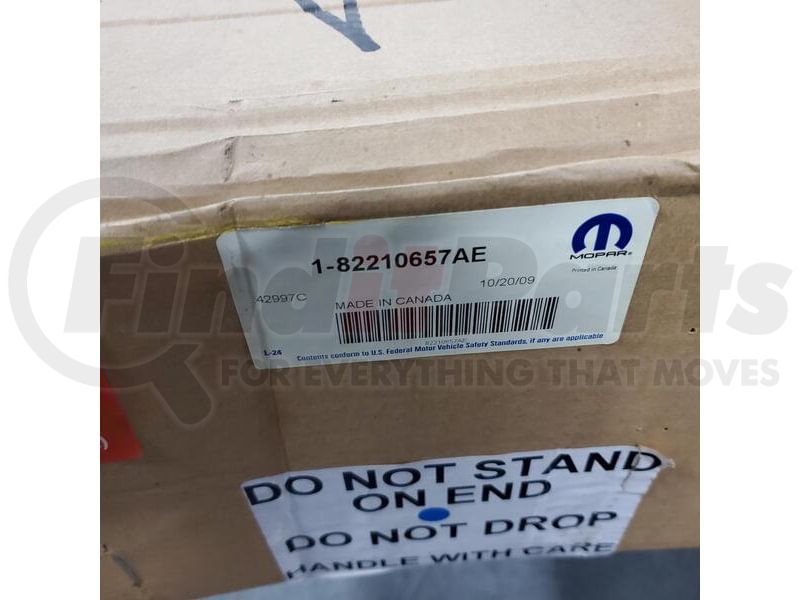 1-82210657AE
MOPAR
Printed in Canada
10/20/09
42997C
MADE IN CANADA
82210657AE
L-24
Contents conform to U.S. Federal Motor Vehicle Safety Standards, if any are applicable
FinditParts
FOR EVERYTHING THAT MOVES
DO NOT STAND
ON END
DO NOT DROP
HANDLE WITH CARE